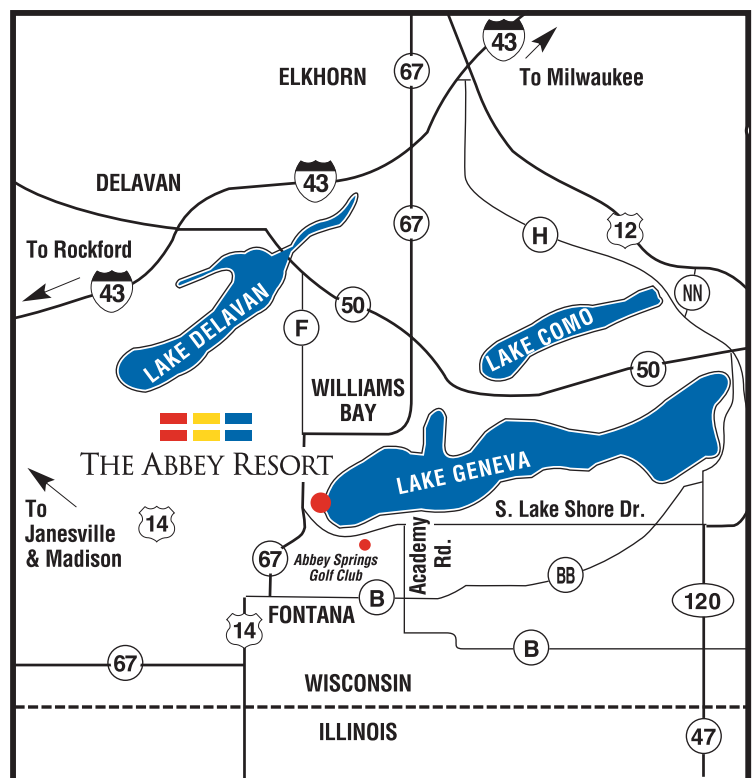 43
ELKHORN
67
To Milwaukee
DELAVAN
43
67
H
12
To Rockford
43
NN
LAKE DELAVAN
50
F
LAKE COMO
50
WILLIAMS
BAY
THE ABBEY RESORT
LAKE GENEVA
To
Janesville
& Madison
14
S. Lake Shore Dr.
Academy
Rd.
67
Abbey Springs
Golf Club
BB
B
120
FONTANA
14
B
67
WISCONSIN
ILLINOIS
47